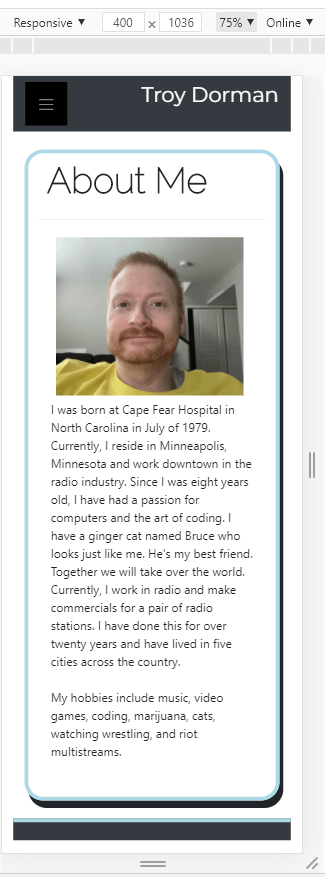 Responsive ▼ 400 × 1036 75% ▼ Online ▼
Troy Dorman
About Me
I was born at Cape Fear Hospital in
North Carolina in July of 1979.
Currently, I reside in Minneapolis,
Minnesota and work downtown in the
radio industry. Since I was eight years
old, I have had a passion for
computers and the art of coding. I
have a ginger cat named Bruce who
looks just like me. He's my best friend.
Together we will take over the world.
Currently, I work in radio and make
commercials for a pair of radio
stations. I have done this for over
twenty years and have lived in five
cities across the country.
My hobbies include music, video
games, coding, marijuana, cats,
watching wrestling, and riot
multistreams.